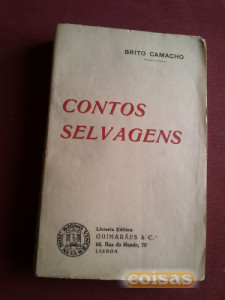 BRITO CAMACHO
CONTOS
SELVAGENS
Livraria Editora
GUIMARÃES & C.ª
68, Rua do Mundo, 70
LISBOA
coisas